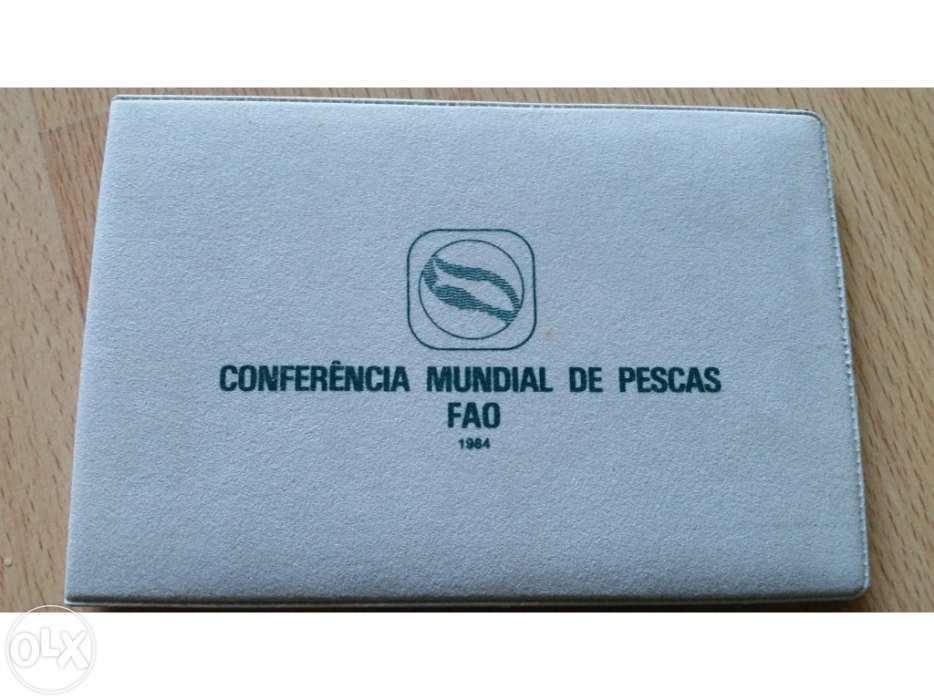 CONFERÊNCIA MUNDIAL DE PESCAS
FAO
1984
OLX